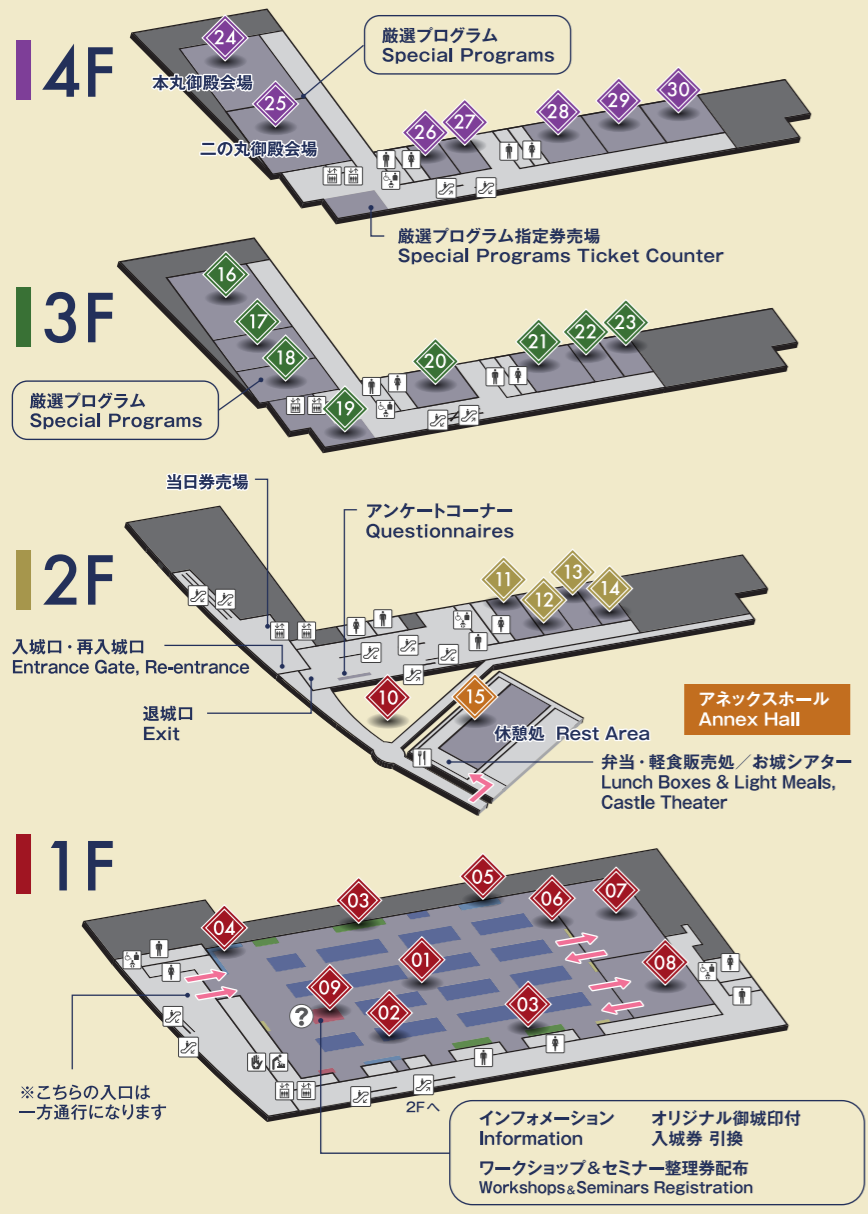 4F
24
本丸御殿会場
25
二の丸御殿会場
厳選プログラム
Special Programs
26
27
28
29
30
厳選プログラム指定券売場
Special Programs Ticket Counter
3F
16
17
18
19
20
21
22
23
厳選プログラム
Special Programs
2F
当日券売場
アンケートコーナー
Questionnaires
11
12
13
14
入城口・再入城口
Entrance Gate, Re-entrance
退城口
Exit
10
15
休憩処 Rest Area
アネックスホール
Annex Hall
弁当・軽食販売処／お城シアター
Lunch Boxes & Light Meals,
Castle Theater
1F
04
03
05
06
07
01
08
09
?
02
03
※こちらの入口は
一方通行になります
2Fへ
インフォメーション
Information
オリジナル御城印付
入城券 引換
ワークショップ＆セミナー整理券配布
Workshops&Seminars Registration